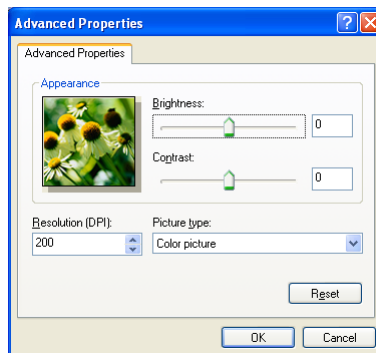 Advanced Properties
Advanced Properties
Appearance
Brightness:
0
Contrast:
0
Resolution (DPI): Picture type:
200 Color picture
Reset
OK Cancel